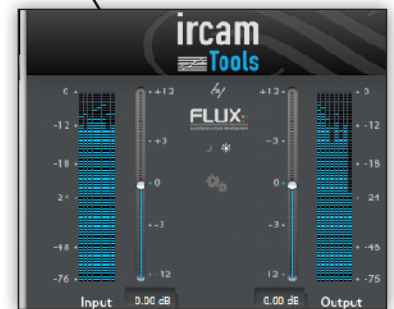 ircam
Tools
by
FLUX::
0 +12 +12 0
-12 +3 -3 -12
-18 0 0 -18
24 24
-3 3
-48 -48
-76 -12 -12 -76
Input 0.00 dB 0.00 dB Output